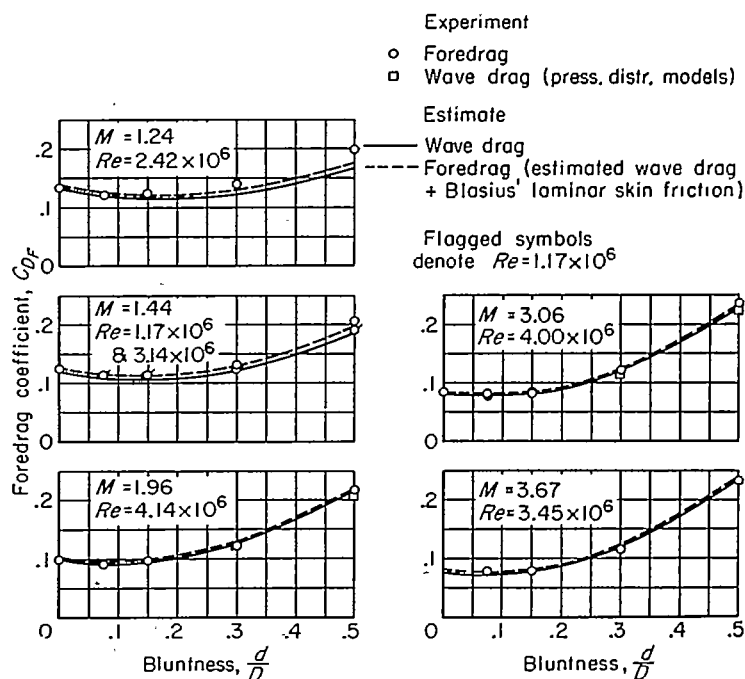 Experiment
○ Foredrag
□ Wave drag (press. distr. models)
Estimate
Wave drag
Foredrag (estimated wave drag
+ Blasius' laminar skin friction)
Flagged symbols
denote Re=1.17×10⁶
Foredrag coefficient, C_DF
M=1.24
Re=2.42×10⁶
.2
.1
0
M=1.44
Re=1.17×10⁶
& 3.14×10⁶
.2
.1
0
M=1.96
Re=4.14×10⁶
.2
.1
0 .1 .2 .3 .4 .5
Bluntness, d/D
M=3.06
Re=4.00×10⁶
.2
.1
0
M=3.67
Re=3.45×10⁶
.2
.1
0 .1 .2 .3 .4 .5
Bluntness, d/D